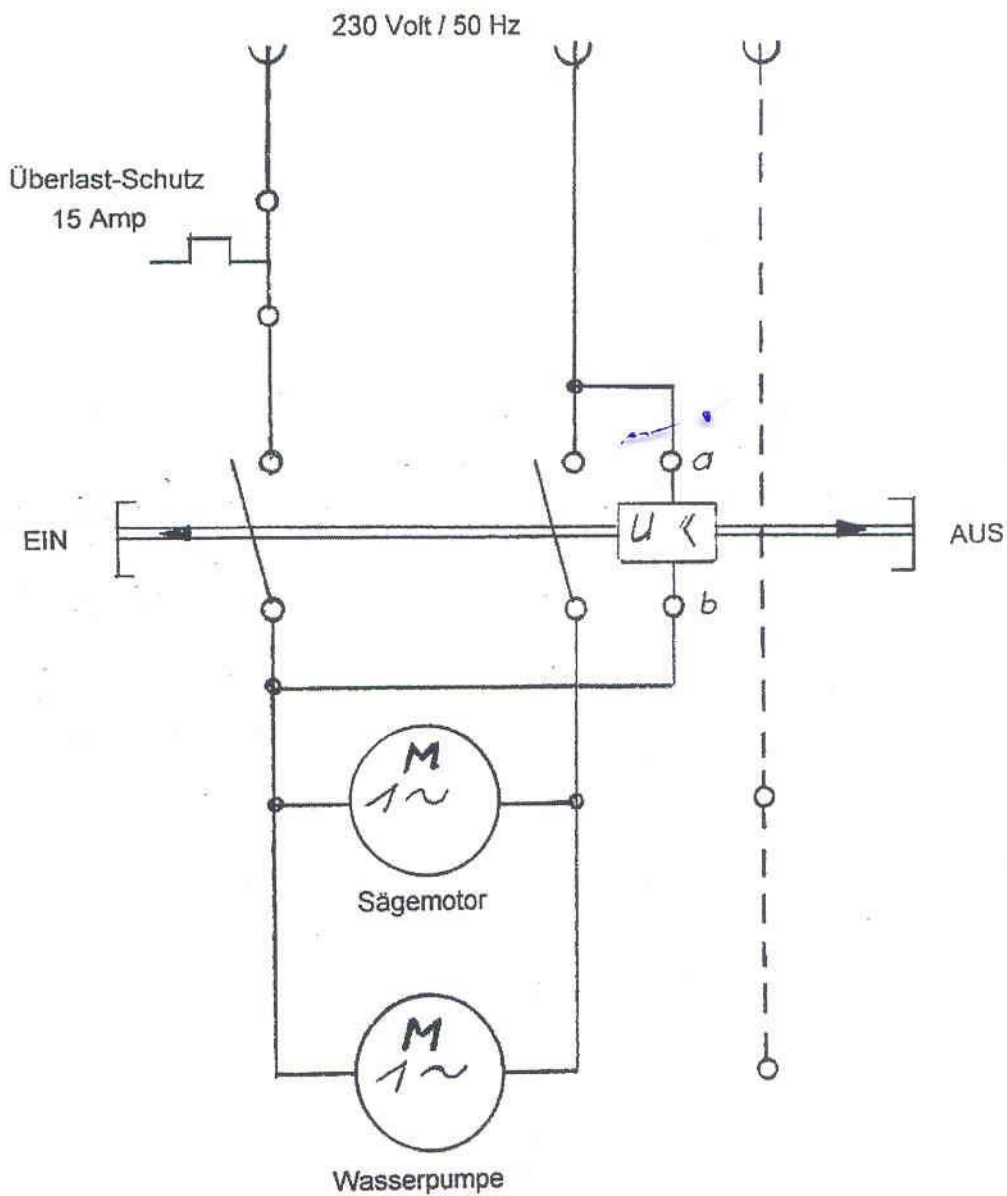 230 Volt / 50 Hz
Überlast-Schutz
15 Amp
a
EIN
U <<
AUS
b
M
1 ~
Sägemotor
M
1 ~
Wasserpumpe